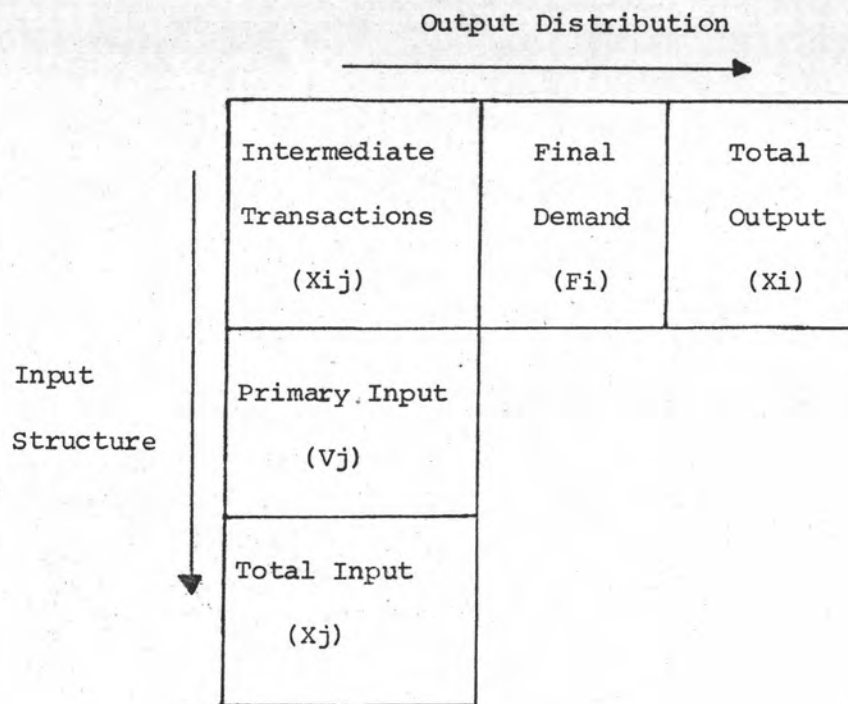 Output Distribution
Intermediate
Transactions
(Xij)
Final
Demand
(Fi)
Total
Output
(Xi)
Input
Structure
Primary Input
(Vj)
Total Input
(Xj)